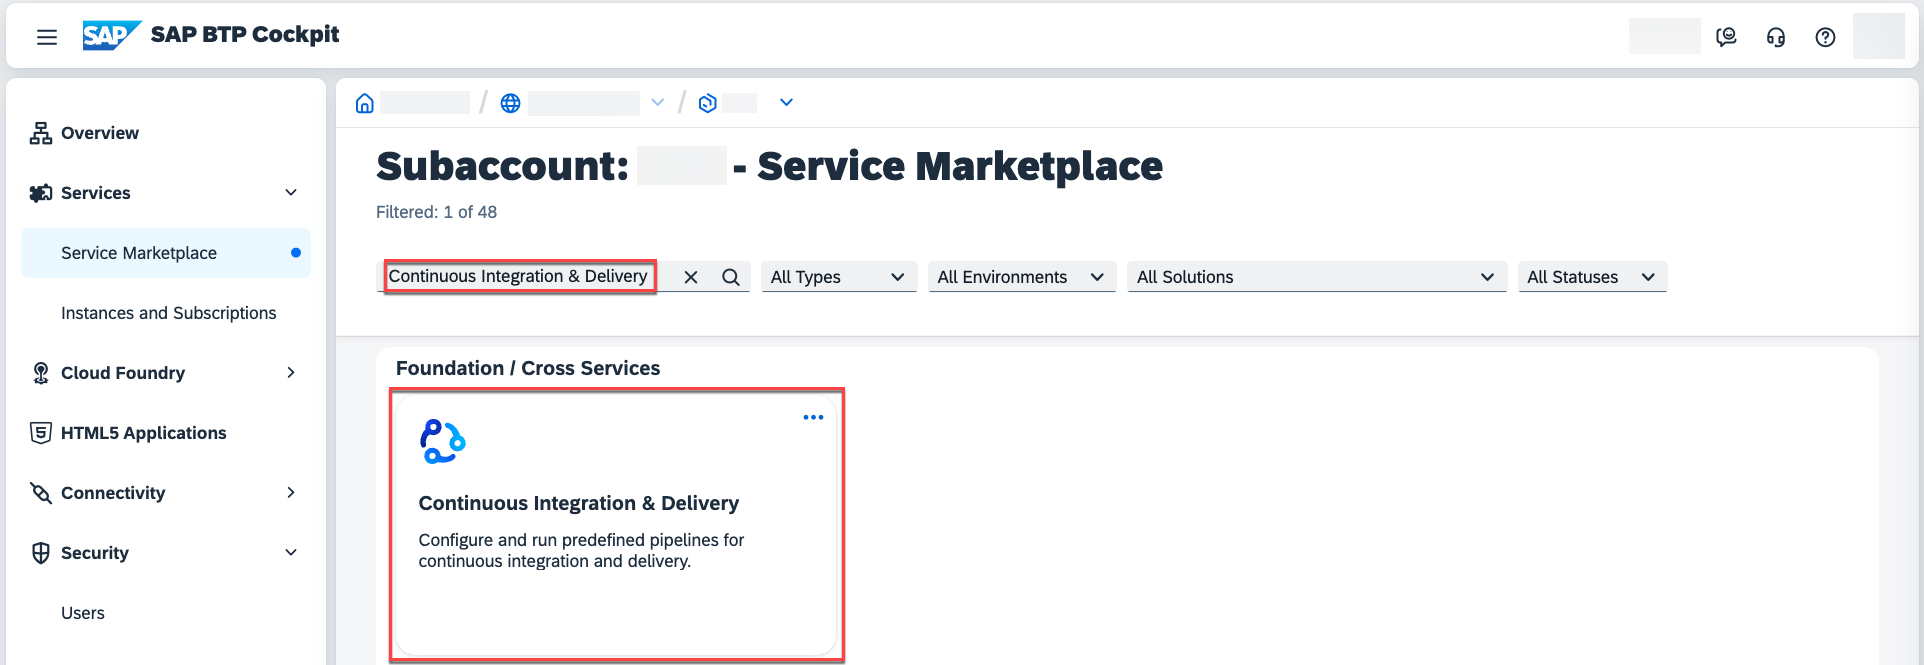 SAP SAP BTP Cockpit
Overview
Services
Service Marketplace
Instances and Subscriptions
Cloud Foundry
HTML5 Applications
Connectivity
Security
Users
/ /
Subaccount: - Service Marketplace
Filtered: 1 of 48
Continuous Integration & Delivery All Types All Environments All Solutions All Statuses
Foundation / Cross Services
Continuous Integration & Delivery
Configure and run predefined pipelines for
continuous integration and delivery.